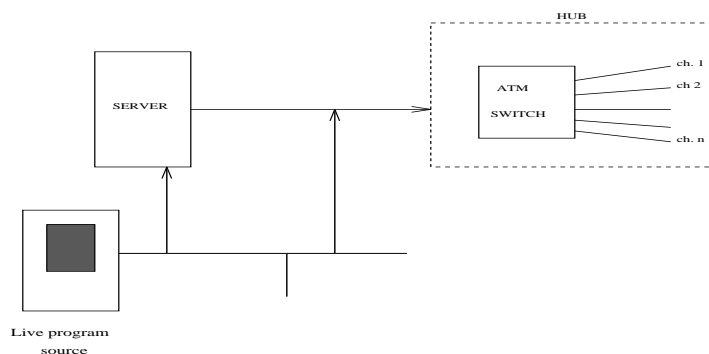 HUB
SERVER
ATM
SWITCH
ch. 1
ch 2
ch. n
Live program
source